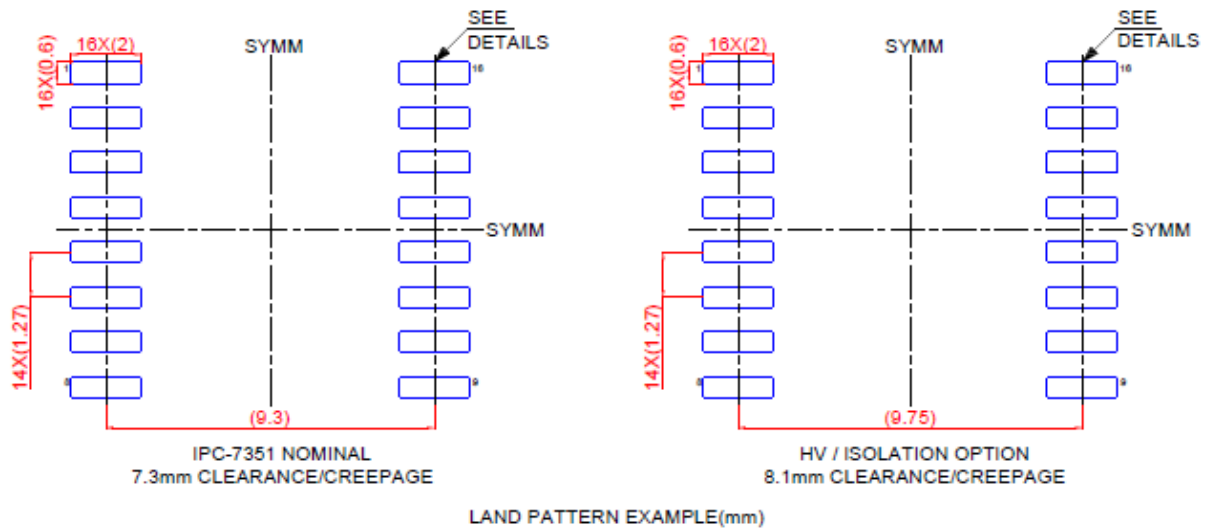 SEE
DETAILS
16X(2)
SYMM
16X(0.6)
1
16
SYMM
14X(1.27)
8
9
(9.3)
IPC-7351 NOMINAL
7.3mm CLEARANCE/CREEPAGE
SEE
DETAILS
16X(2)
SYMM
16X(0.6)
1
16
SYMM
14X(1.27)
8
9
(9.75)
HV / ISOLATION OPTION
8.1mm CLEARANCE/CREEPAGE
LAND PATTERN EXAMPLE(mm)